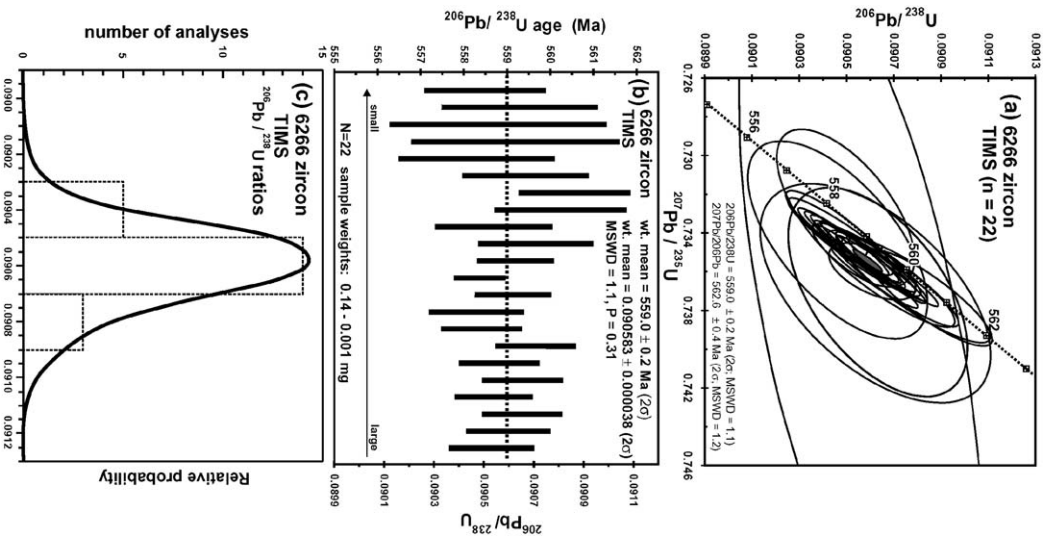 (a) 6266 zircon
TIMS (n = 22)
206Pb/238U = 559.0 ± 0.2 Ma (2σ; MSWD = 1.1)
207Pb/206Pb = 562.6 ± 0.4 Ma (2σ, MSWD = 1.2)
556
558
560
562
206Pb/ 238U
0.0899
0.0901
0.0903
0.0905
0.0907
0.0909
0.0911
0.0913
0.726
0.730
0.734
0.738
0.742
0.746
207Pb / 235U
(b) 6266 zircon
TIMS
wt. mean = 559.0 ± 0.2 Ma (2σ)
wt. mean = 0.090583 ± 0.000038 (2σ)
MSWD = 1.1, P = 0.31
small
large
N=22 sample weights: 0.14 - 0.001 mg
206Pb/ 238U age (Ma)
555
556
557
558
559
560
561
562
0.0899
0.0901
0.0903
0.0905
0.0907
0.0909
0.0911
206Pb/ 238U
(c) 6266 zircon
TIMS
206Pb / 238U ratios
number of analyses
0
5
10
15
0.0900
0.0902
0.0904
0.0906
0.0908
0.0910
0.0912
Relative probability